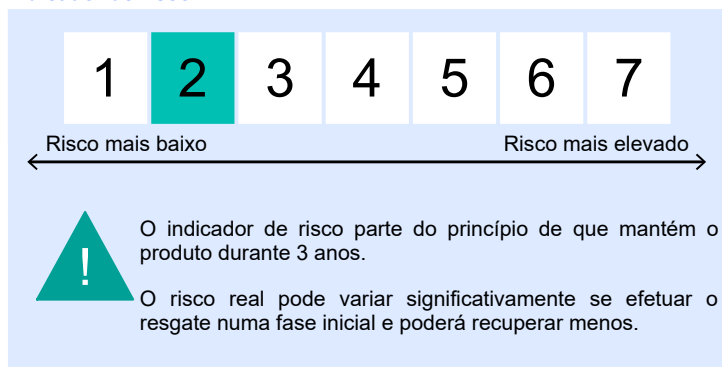 1 2 3 4 5 6 7
Risco mais baixo Risco mais elevado
! O indicador de risco parte do princípio de que mantém o
produto durante 3 anos.
O risco real pode variar significativamente se efetuar o
resgate numa fase inicial e poderá recuperar menos.